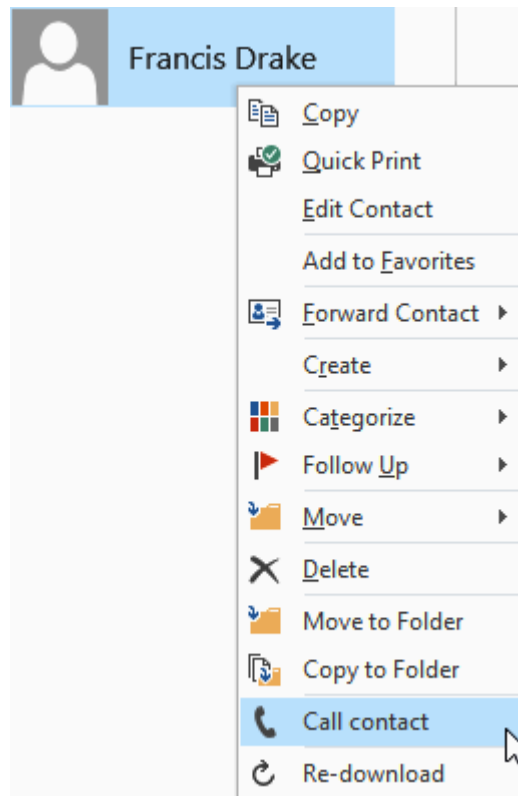 Francis Drake
Copy
Quick Print
Edit Contact
Add to Favorites
Forward Contact
Create
Categorize
Follow Up
Move
Delete
Move to Folder
Copy to Folder
Call contact
Re-download